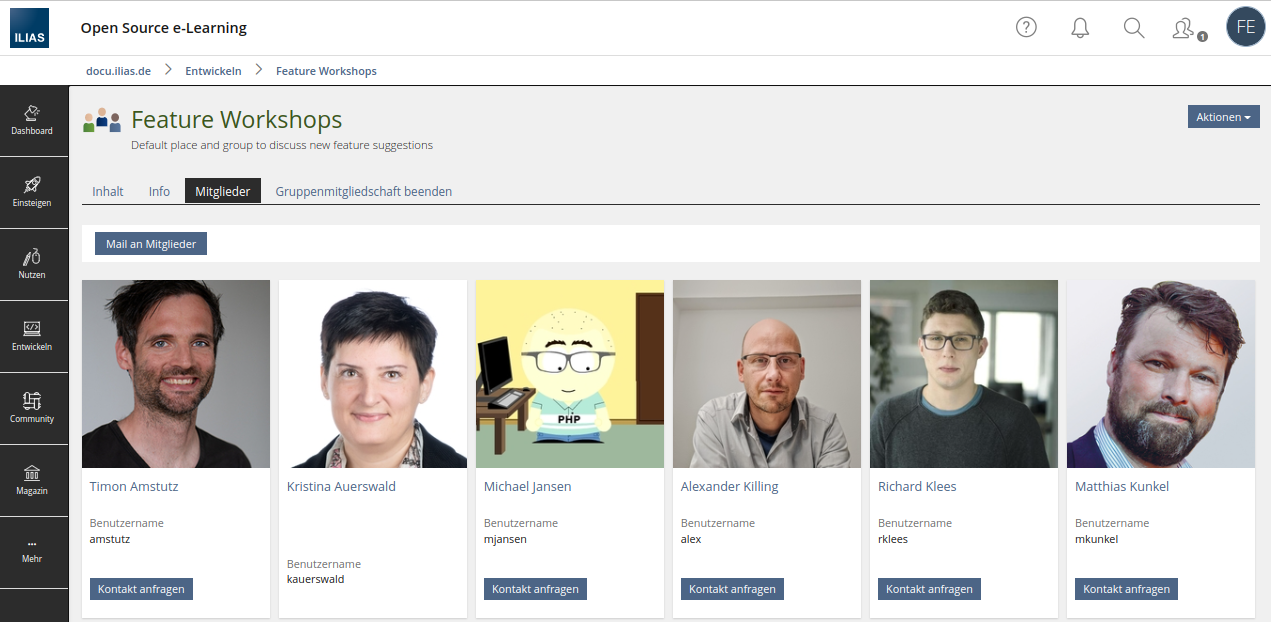 ILIAS
Open Source e-Learning
1
FE
docu.ilias.de > Entwickeln > Feature Workshops
Dashboard
Einsteigen
Nutzen
Entwickeln
Community
Magazin
Mehr
Feature Workshops
Default place and group to discuss new feature suggestions
Aktionen
Inhalt Info Mitglieder Gruppenmitgliedschaft beenden
Mail an Mitglieder
PHP
Timon Amstutz
Benutzername
amstutz
Kontakt anfragen
Kristina Auerswald
Benutzername
kauerswald
Michael Jansen
Benutzername
mjansen
Kontakt anfragen
Alexander Killing
Benutzername
alex
Kontakt anfragen
Richard Klees
Benutzername
rklees
Kontakt anfragen
Matthias Kunkel
Benutzername
mkunkel
Kontakt anfragen